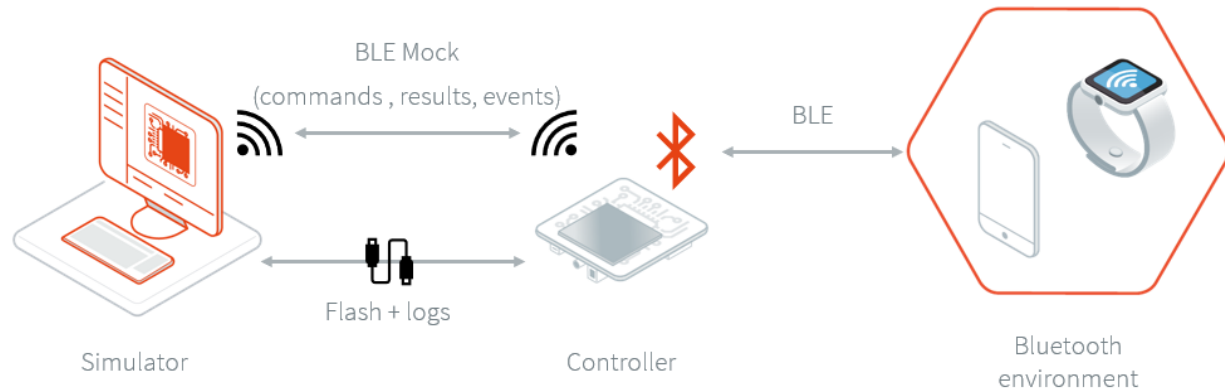 BLE Mock
(commands , results, events)
BLE
Flash + logs
Simulator
Controller
Bluetooth
environment